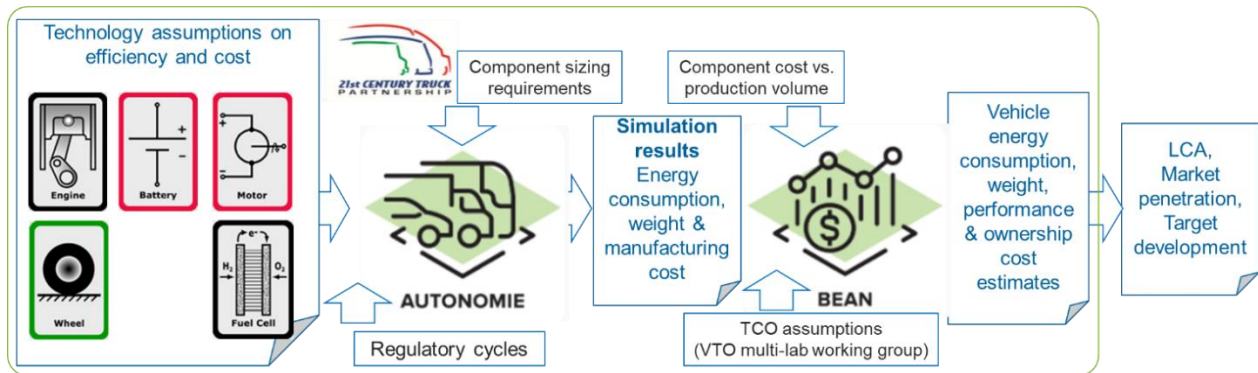 Technology assumptions on
efficiency and cost
Engine
+
−
Battery
+
−
Motor
Wheel
e-
H₂
O₂
Fuel Cell
21st CENTURY TRUCK
PARTNERSHIP
Component sizing
requirements
AUTONOMIE
Regulatory cycles
Simulation
results
Energy
consumption,
weight &
manufacturing
cost
Component cost vs.
production volume
$
BEAN
TCO assumptions
(VTO multi-lab working group)
Vehicle
energy
consumption,
weight,
performance
& ownership
cost
estimates
LCA,
Market
penetration,
Target
development